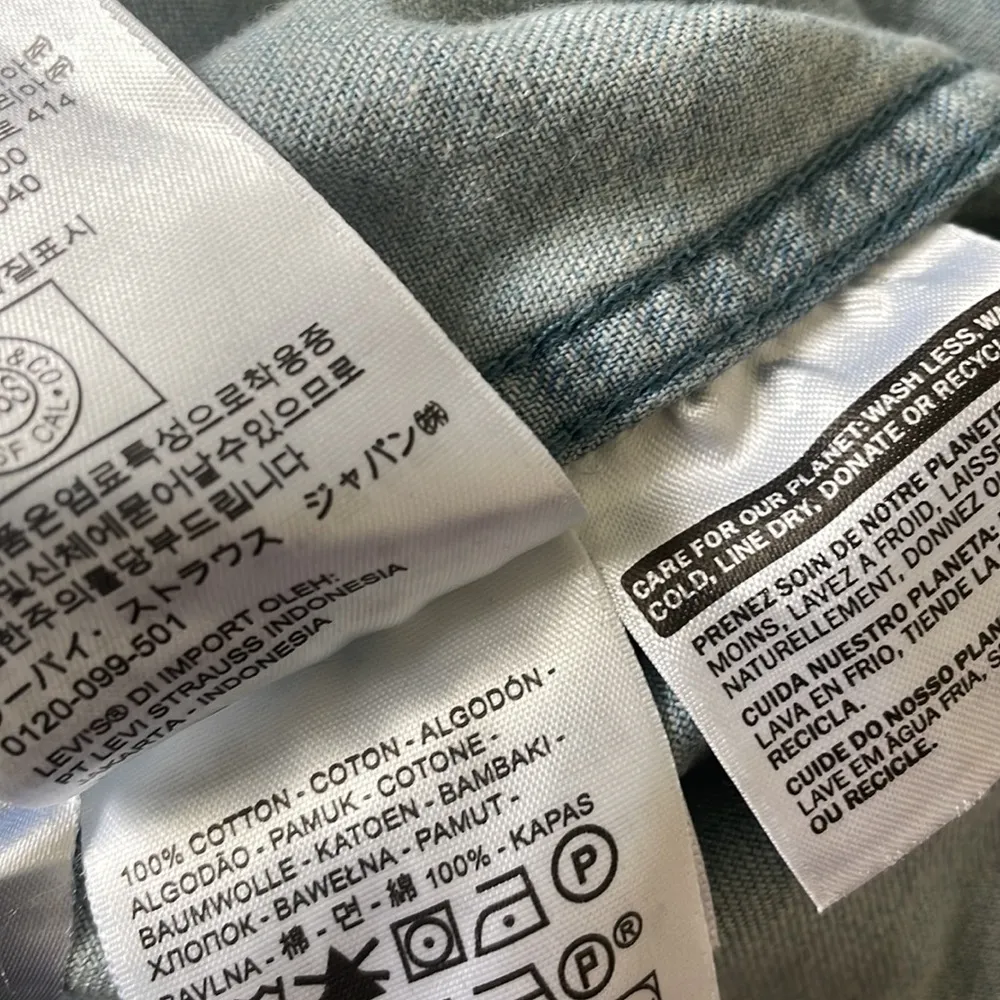 414
00
040
질표시
& CO.
SS
OF CAL.
품은염료특성으로착용중
및신체에묻어날수있으므로
한주의를당부드립니다
ーバイ・ストラウス ジャパン㈱
0120-099-501
LEVI'S® DI IMPORT OLEH:
PT LEVI STRAUSS INDONESIA
JAKARTA - INDONESIA
100% COTTON - COTON - ALGODÓN -
ALGODÃO - PAMUK - COTONE -
BAUMWOLLE - KATOEN - BAMBAKI -
ХЛОПОК - BAWEŁNA - PAMUT -
BAVLNA - 棉 - 면 - 綿 100% - KAPAS
P
P ®
CARE FOR OUR PLANET: WASH LESS, WA
COLD, LINE DRY, DONATE OR RECYCL
PRENEZ SOIN DE NOTRE PLANET
MOINS, LAVEZ A FROID, LAISSE
NATURELLEMENT, DONNEZ O
CUIDA NUESTRO PLANETA:
LAVA EN FRIO, TIENDE LA
RECICLA.
CUIDE DO NOSSO PLAN
LAVE EM ÁGUA FRIA, S
OU RECICLE.